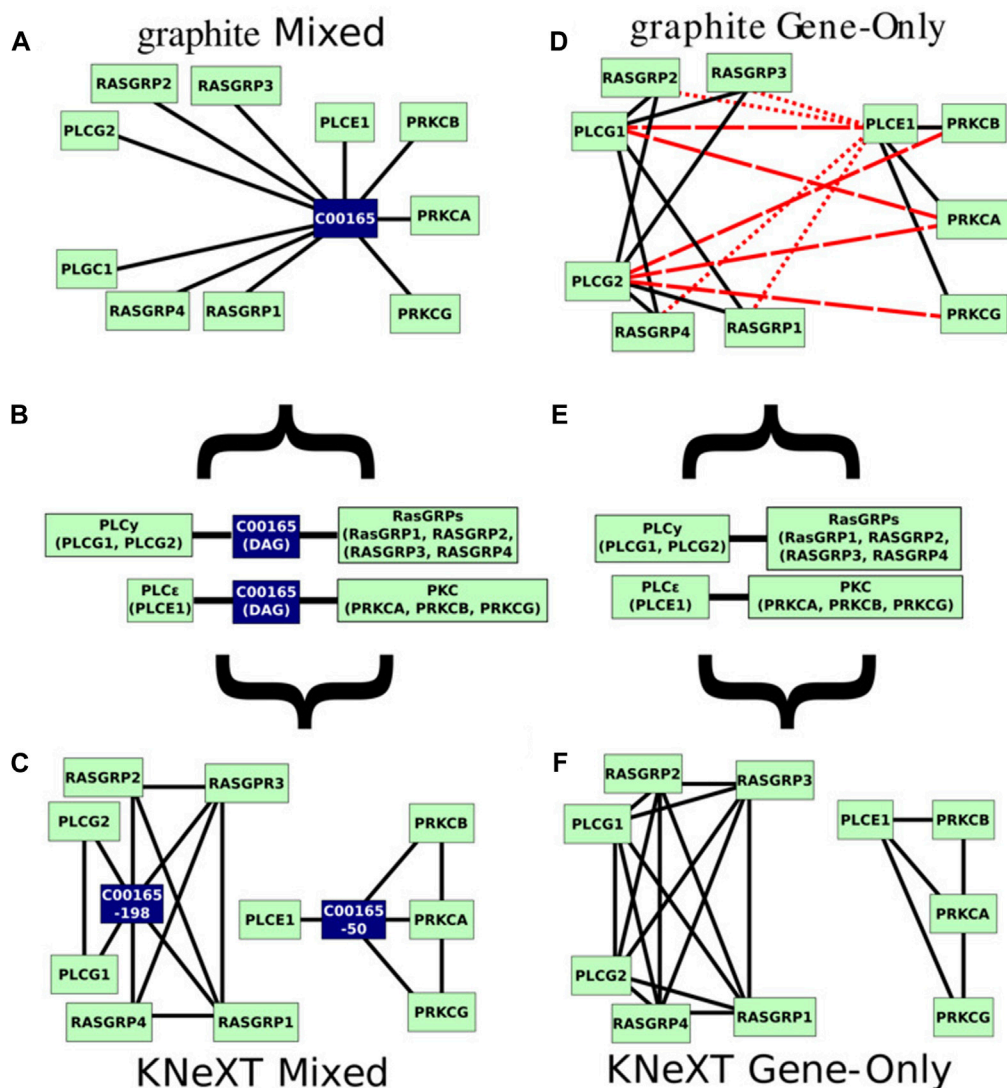 A
graphite Mixed
RASGRP2
RASGRP3
PLCG2
PLCE1
PRKCB
C00165
PRKCA
PLGC1
RASGRP4
RASGRP1
PRKCG
D
graphite Gene-Only
RASGRP2
RASGRP3
PLCG1
PLCE1
PRKCB
PRKCA
PLCG2
PRKCG
RASGRP4
RASGRP1
B
PLCy
(PLCG1, PLCG2)
C00165
(DAG)
RasGRPs
(RasGRP1, RASGRP2,
(RASGRP3, RASGRP4
PLCε
(PLCE1)
C00165
(DAG)
PKC
(PRKCA, PRKCB, PRKCG)
E
PLCy
(PLCG1, PLCG2)
RasGRPs
(RasGRP1, RASGRP2,
(RASGRP3, RASGRP4
PLCε
(PLCE1)
PKC
(PRKCA, PRKCB, PRKCG)
C
RASGRP2
RASGPR3
PLCG2
PRKCB
C00165
-198
PLCE1
C00165
-50
PRKCA
PLCG1
RASGRP4
RASGRP1
PRKCG
KNeXT Mixed
F
RASGRP2
RASGRP3
PLCG1
PLCE1
PRKCB
PRKCA
PLCG2
RASGRP4
RASGRP1
PRKCG
KNeXT Gene-Only